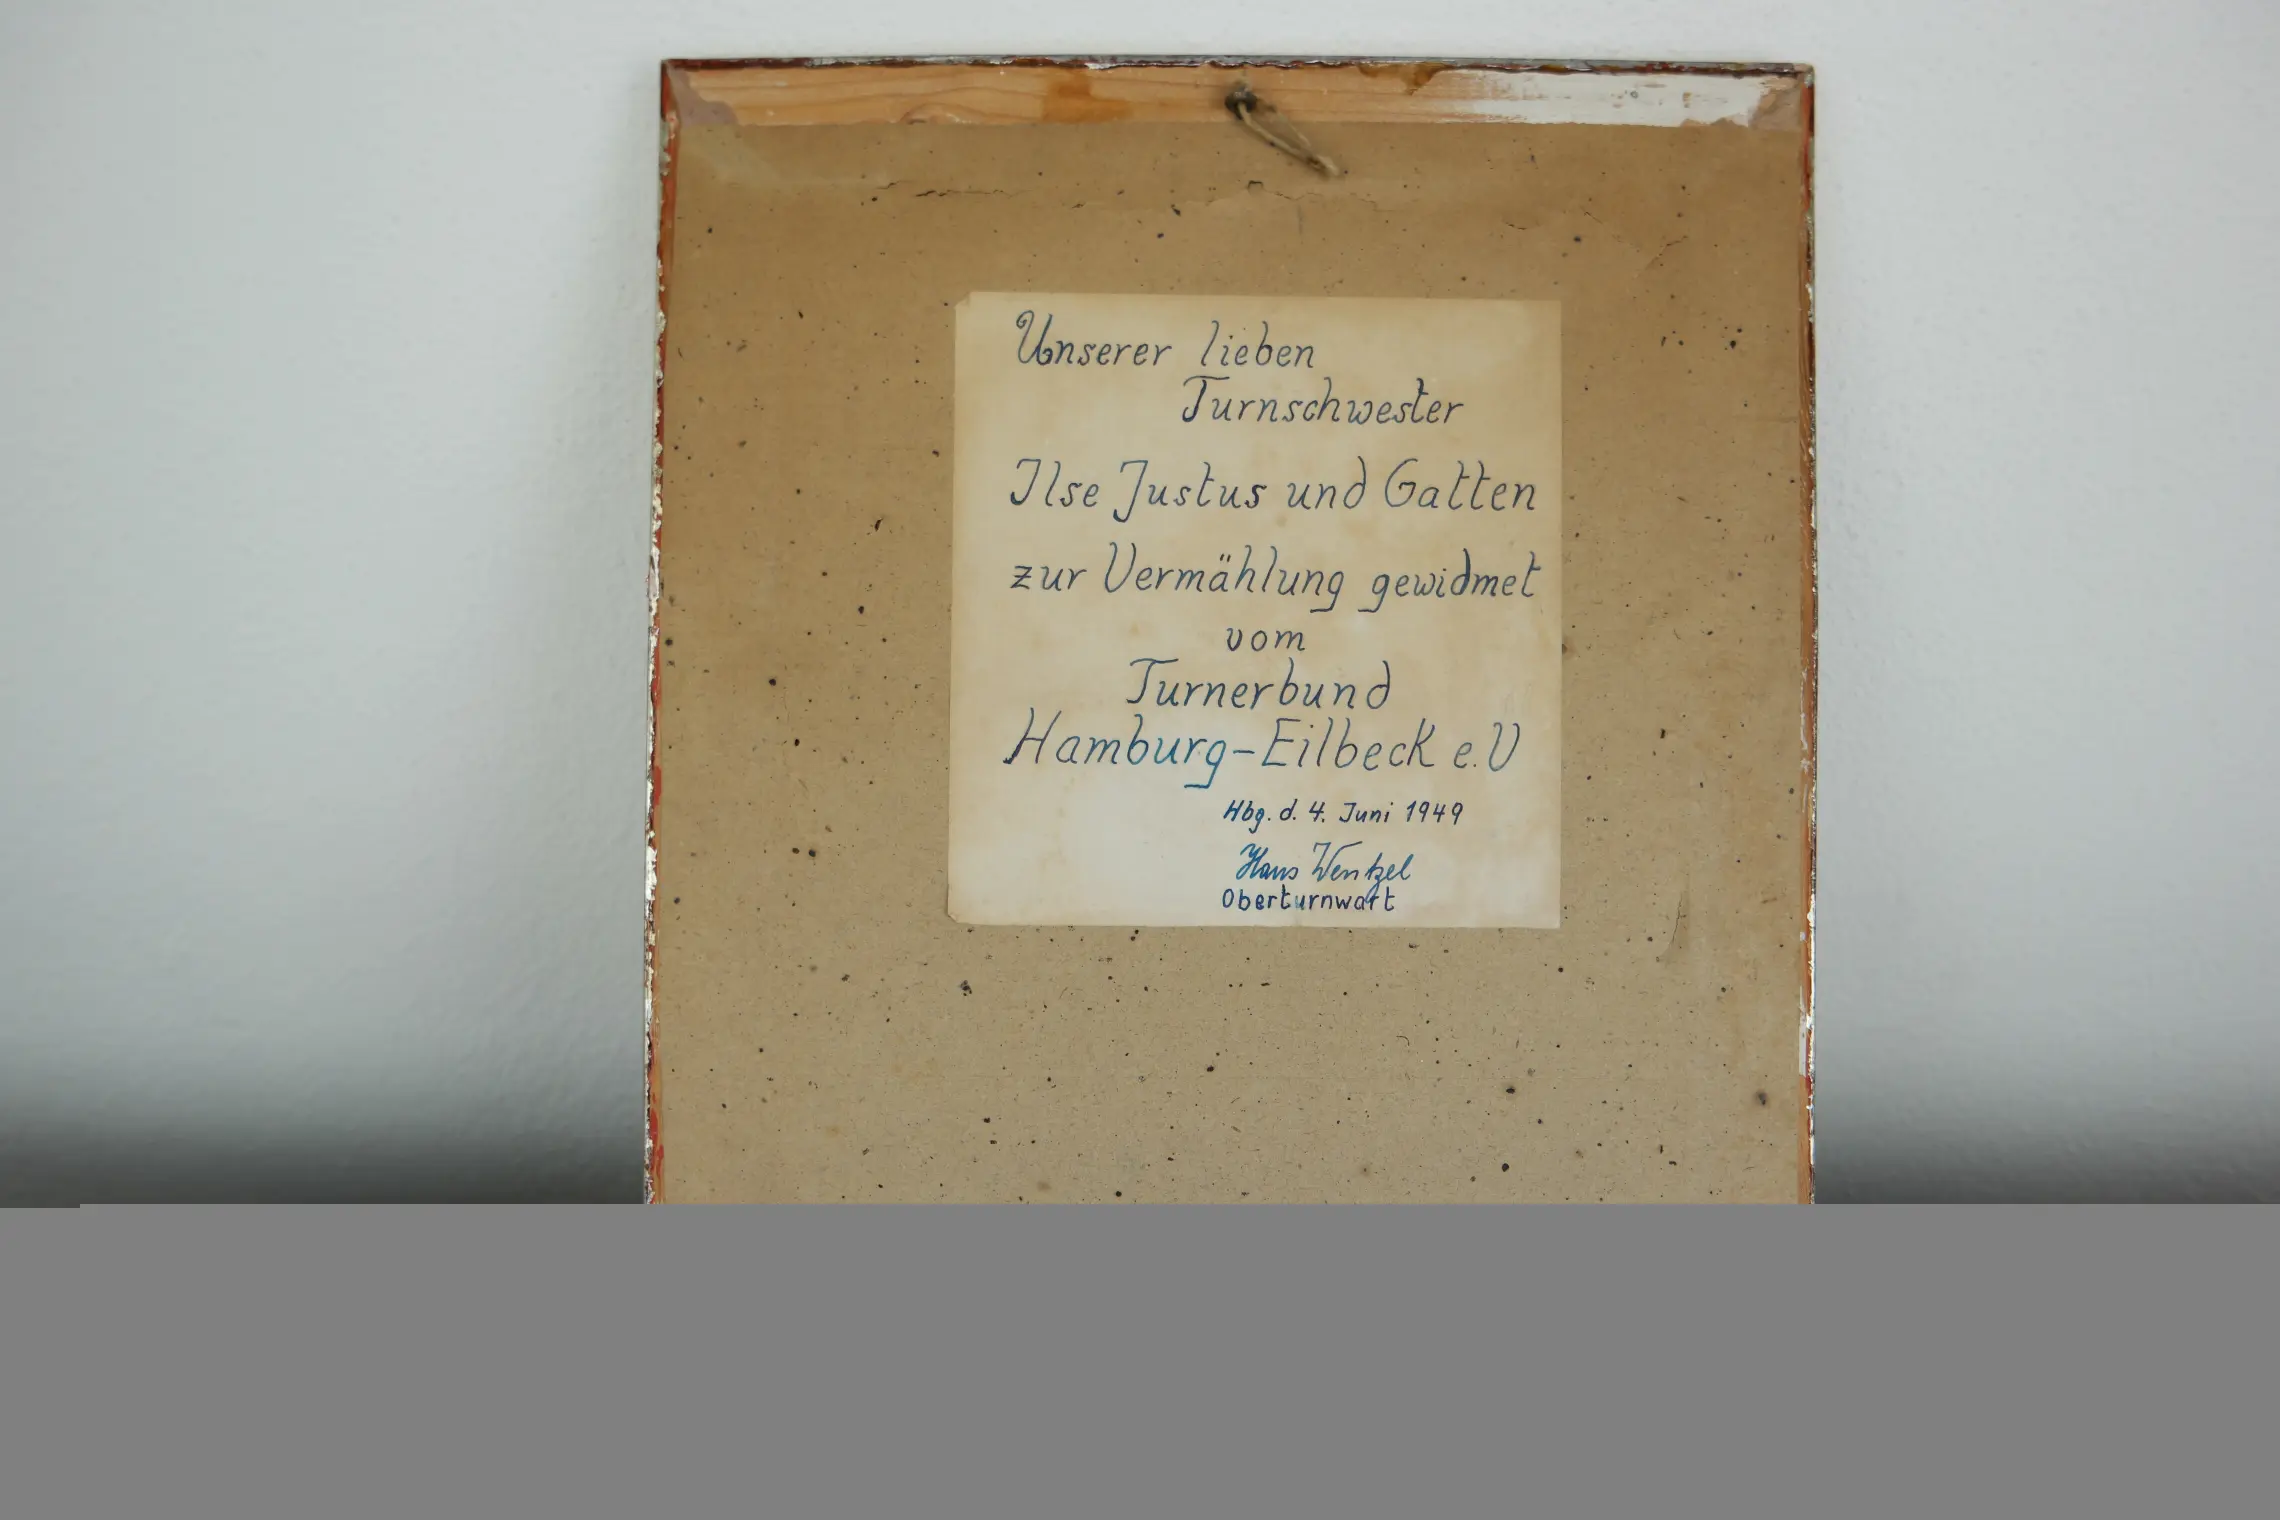 Unserer lieben
Turnschwester
Ilse Justus und Gatten
zur Vermählung gewidmet
vom
Turnerbund
Hamburg-Eilbeck e.V
Hbg. d. 4. Juni 1949
Hans Wentzel
Oberturnwart